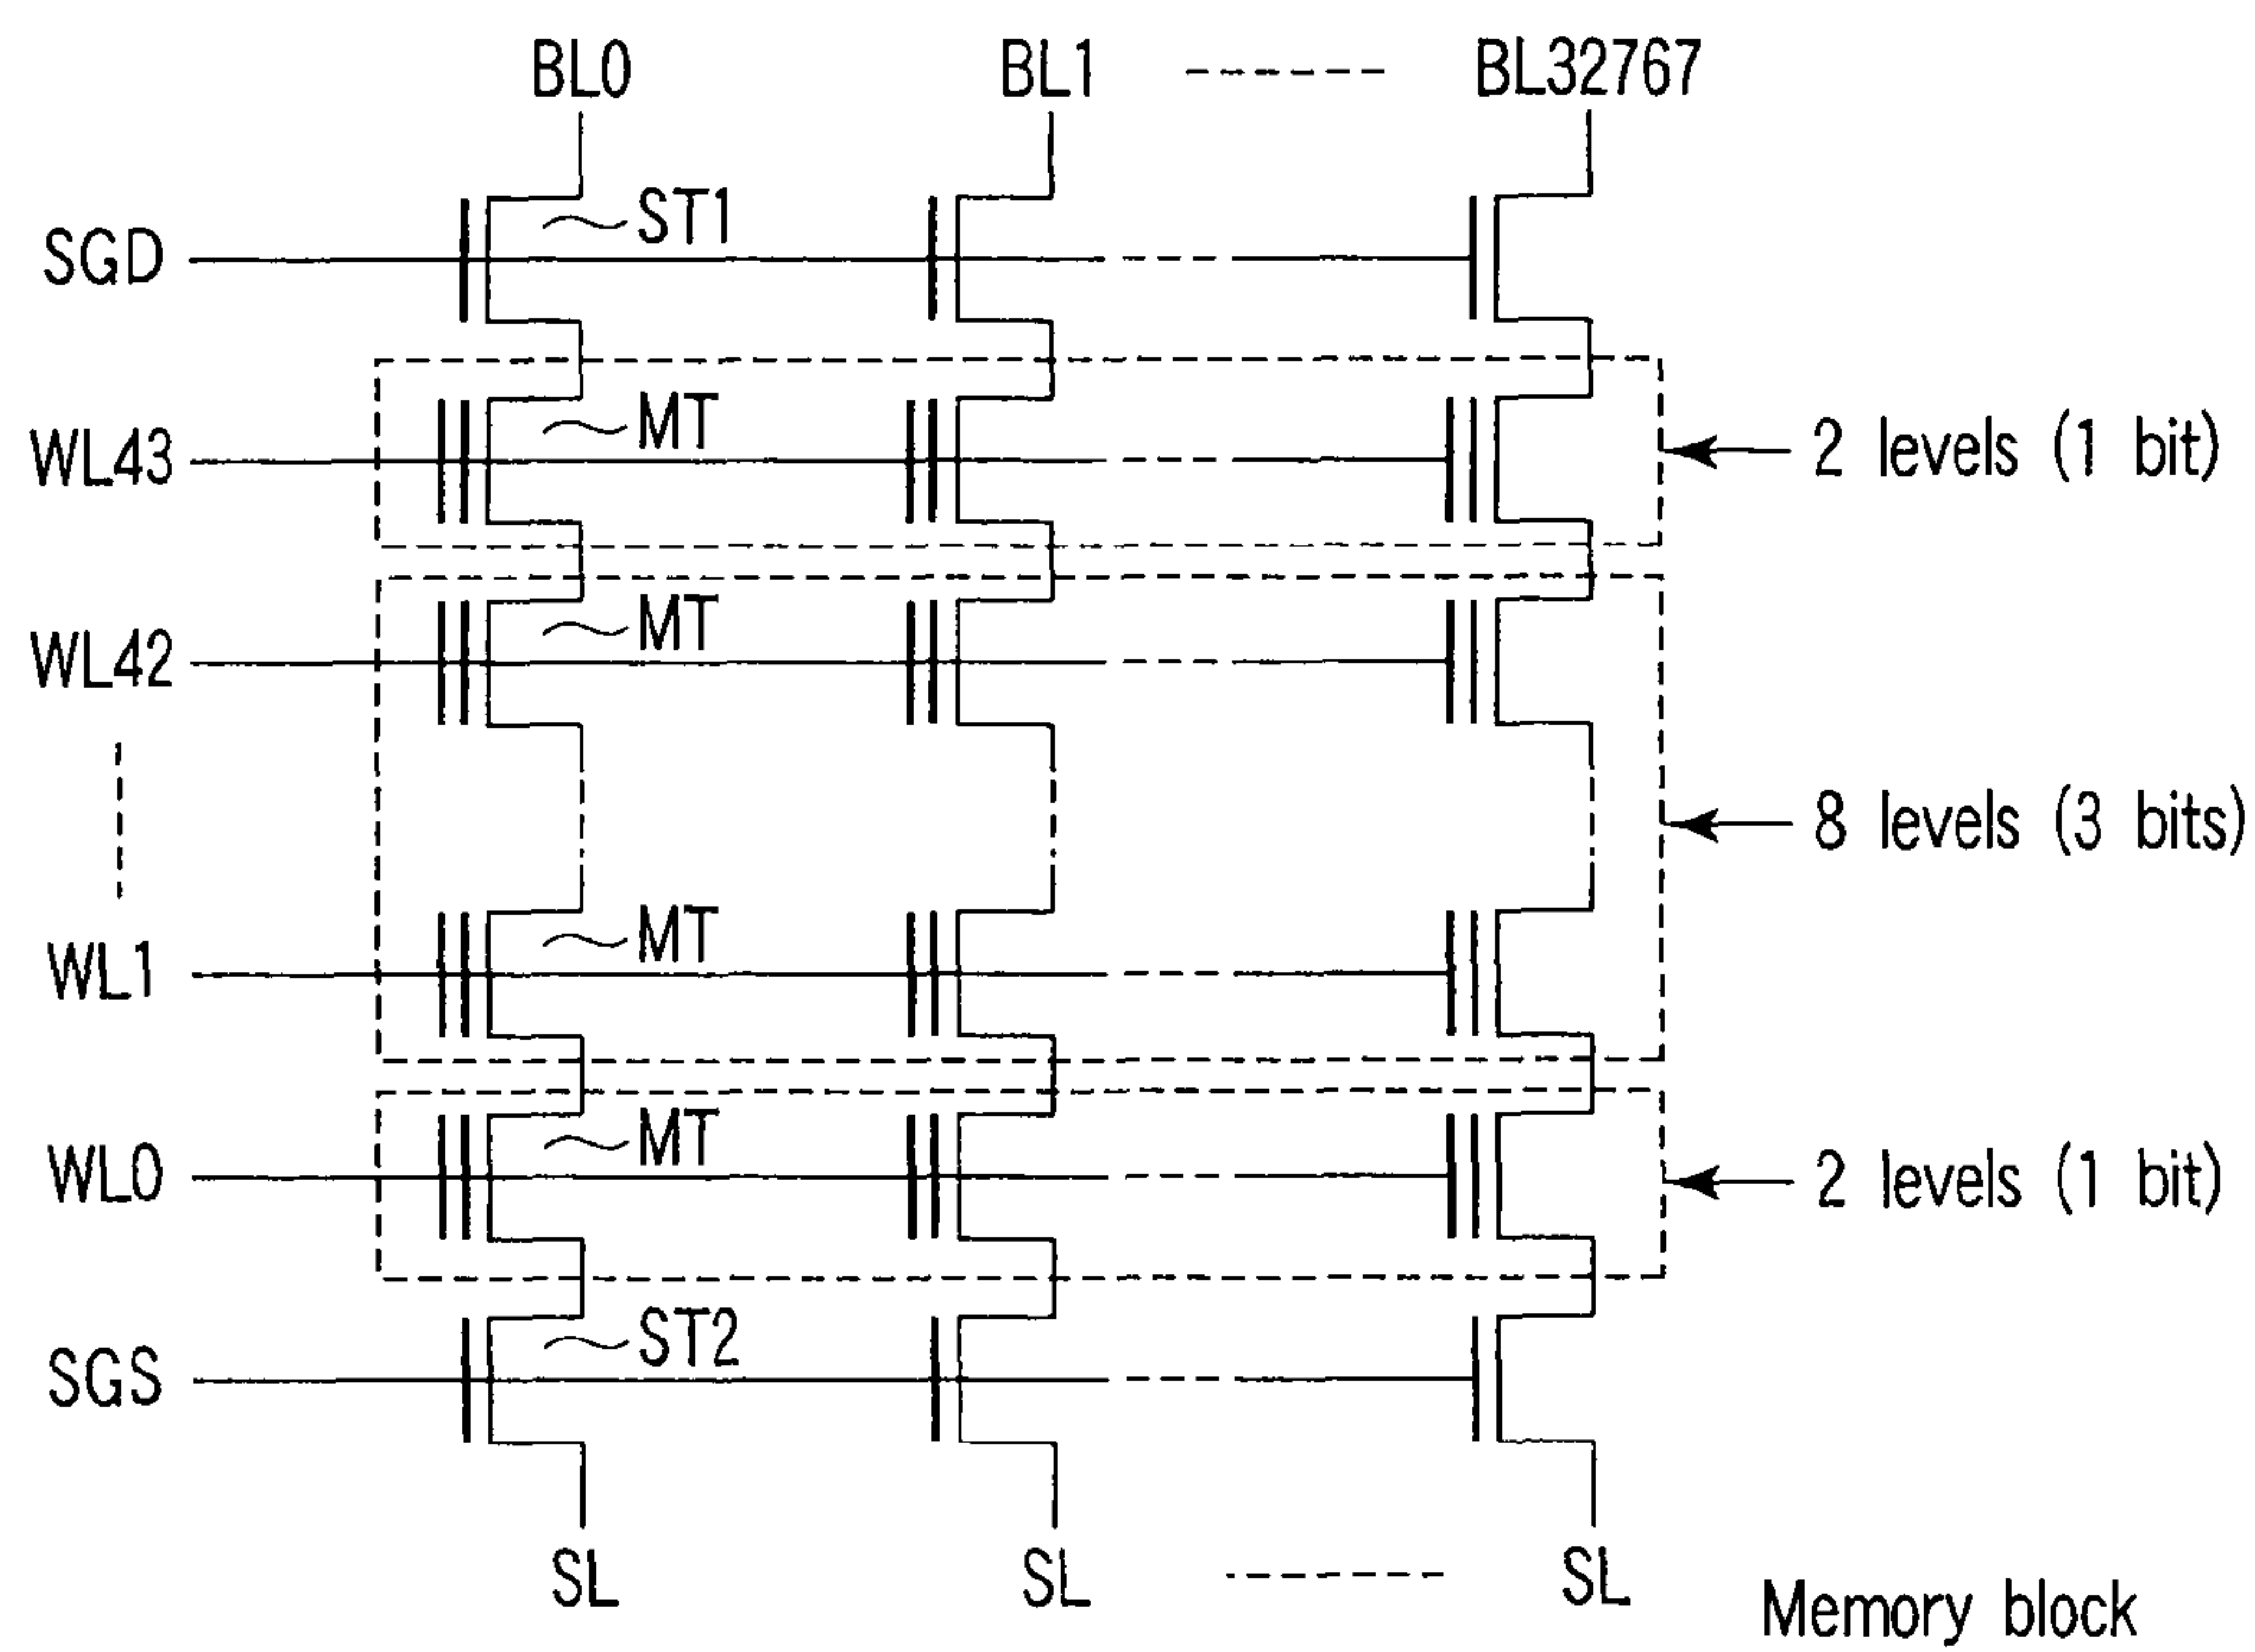 BL0 BL1 BL32767
ST1
SGD
MT
WL43 2 levels (1 bit)
MT
WL42
8 levels (3 bits)
MT
WL1
MT
WL0 2 levels (1 bit)
ST2
SGS
SL SL SL
Memory block